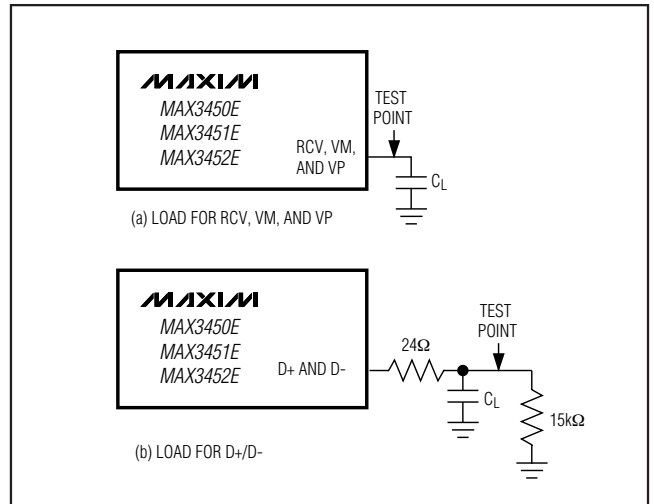 MAXIM
MAX3450E
MAX3451E
MAX3452E
RCV, VM,
AND VP
TEST
POINT
CL
(a) LOAD FOR RCV, VM, AND VP
MAXIM
MAX3450E
MAX3451E
MAX3452E
D+ AND D-
24Ω
TEST
POINT
CL
15kΩ
(b) LOAD FOR D+/D-